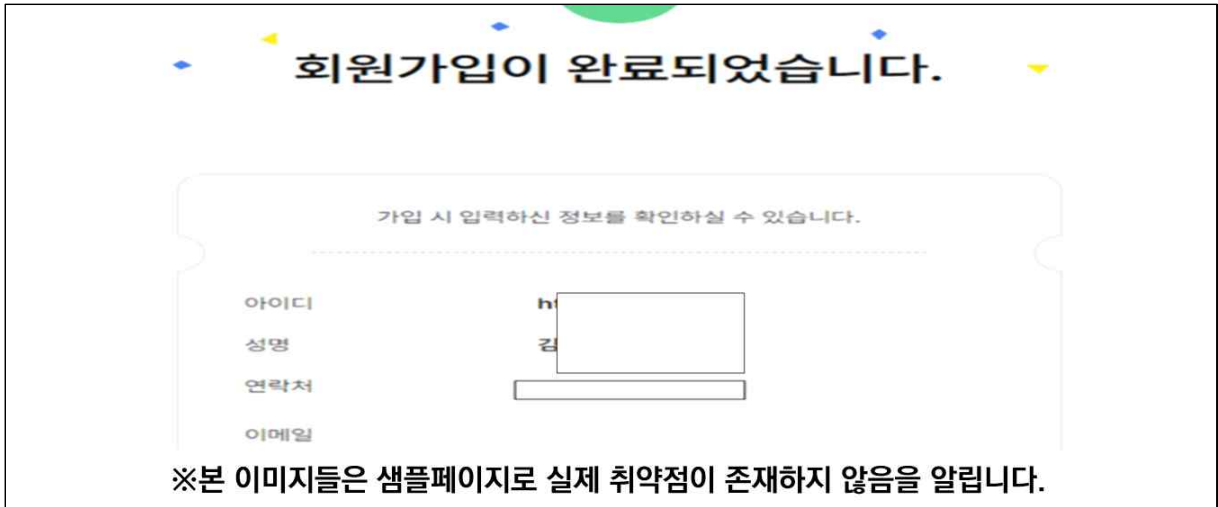 회원가입이 완료되었습니다.
가입 시 입력하신 정보를 확인하실 수 있습니다.
아이디
성명 김
연락처
이메일
※본 이미지들은 샘플페이지로 실제 취약점이 존재하지 않음을 알립니다.